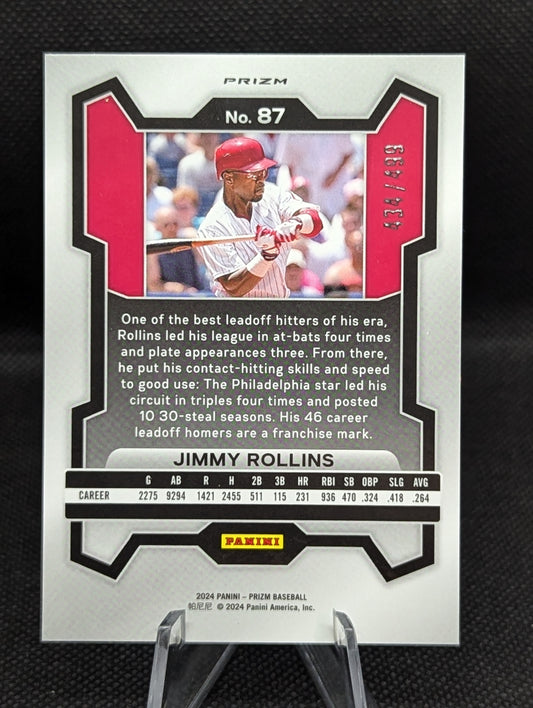 PRIZM
No. 87
434/499
One of the best leadoff hitters of his era,
Rollins led his league in at-bats four times
and plate appearances three. From there,
he put his contact-hitting skills and speed
to good use: The Philadelphia star led his
circuit in triples four times and posted
10 30-steal seasons. His 46 career
leadoff homers are a franchise mark.
JIMMY ROLLINS
G AB R H 2B 3B HR RBI SB OBP SLG AVG
CAREER 2275 9294 1421 2455 511 115 231 936 470 .324 .418 .264
PANINI
2024 PANINI – PRIZM BASEBALL
帕尼尼 © 2024 Panini America, Inc.